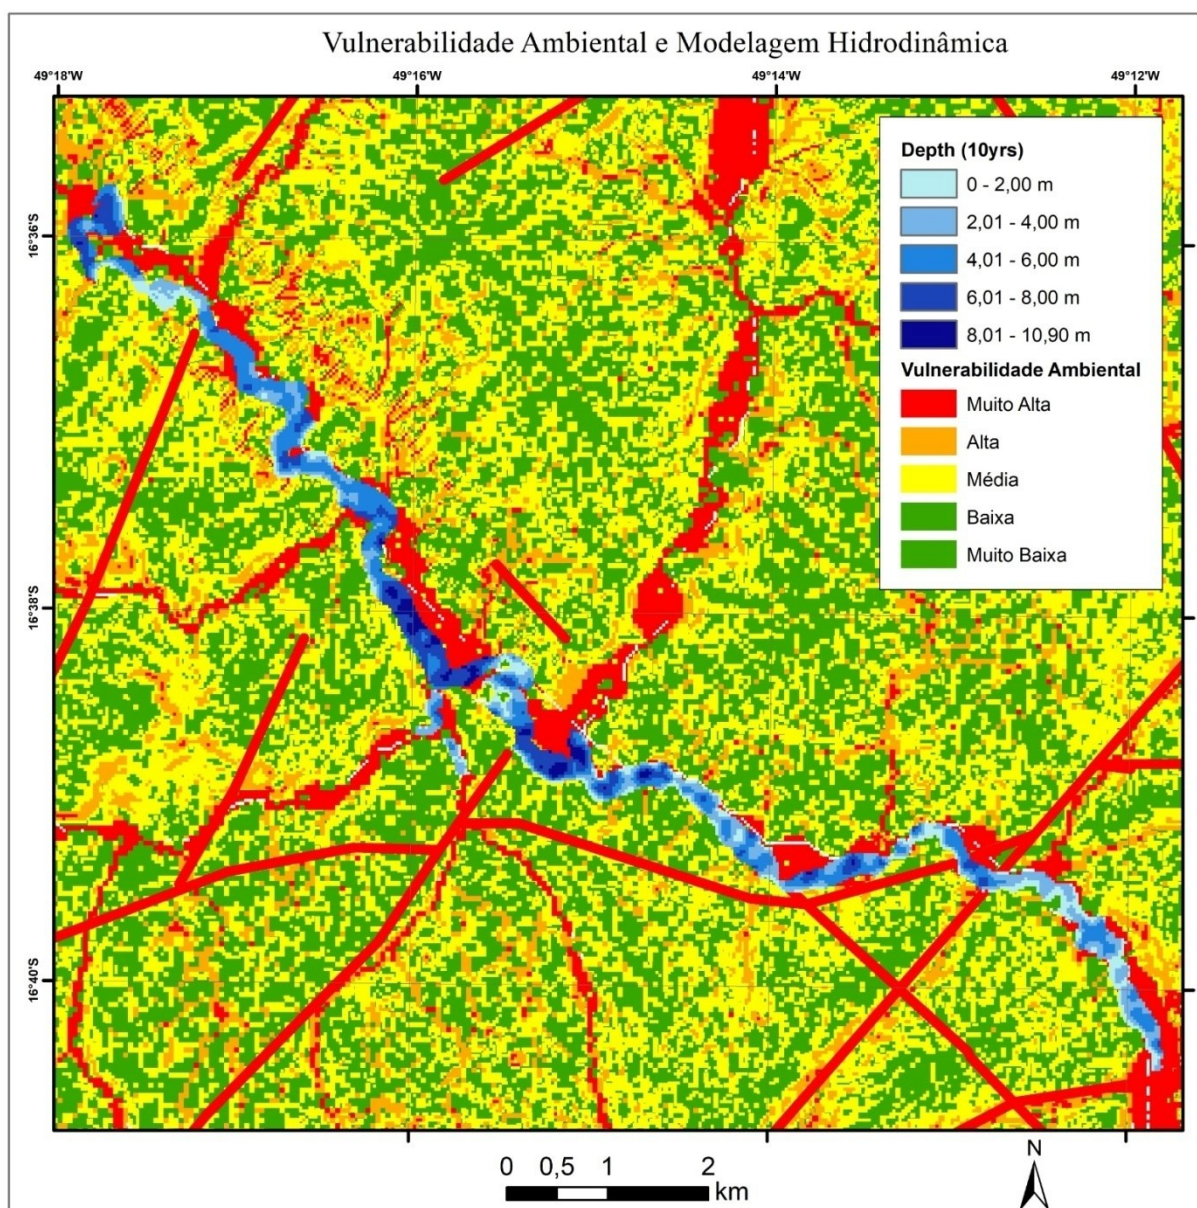 Vulnerabilidade Ambiental e Modelagem Hidrodinâmica
49°18'W
49°16'W
49°14'W
49°12'W
16°36'S
16°38'S
16°40'S
Depth (10yrs)
0 - 2,00 m
2,01 - 4,00 m
4,01 - 6,00 m
6,01 - 8,00 m
8,01 - 10,90 m
Vulnerabilidade Ambiental
Muito Alta
Alta
Média
Baixa
Muito Baixa
0 0,5 1 2
km
N